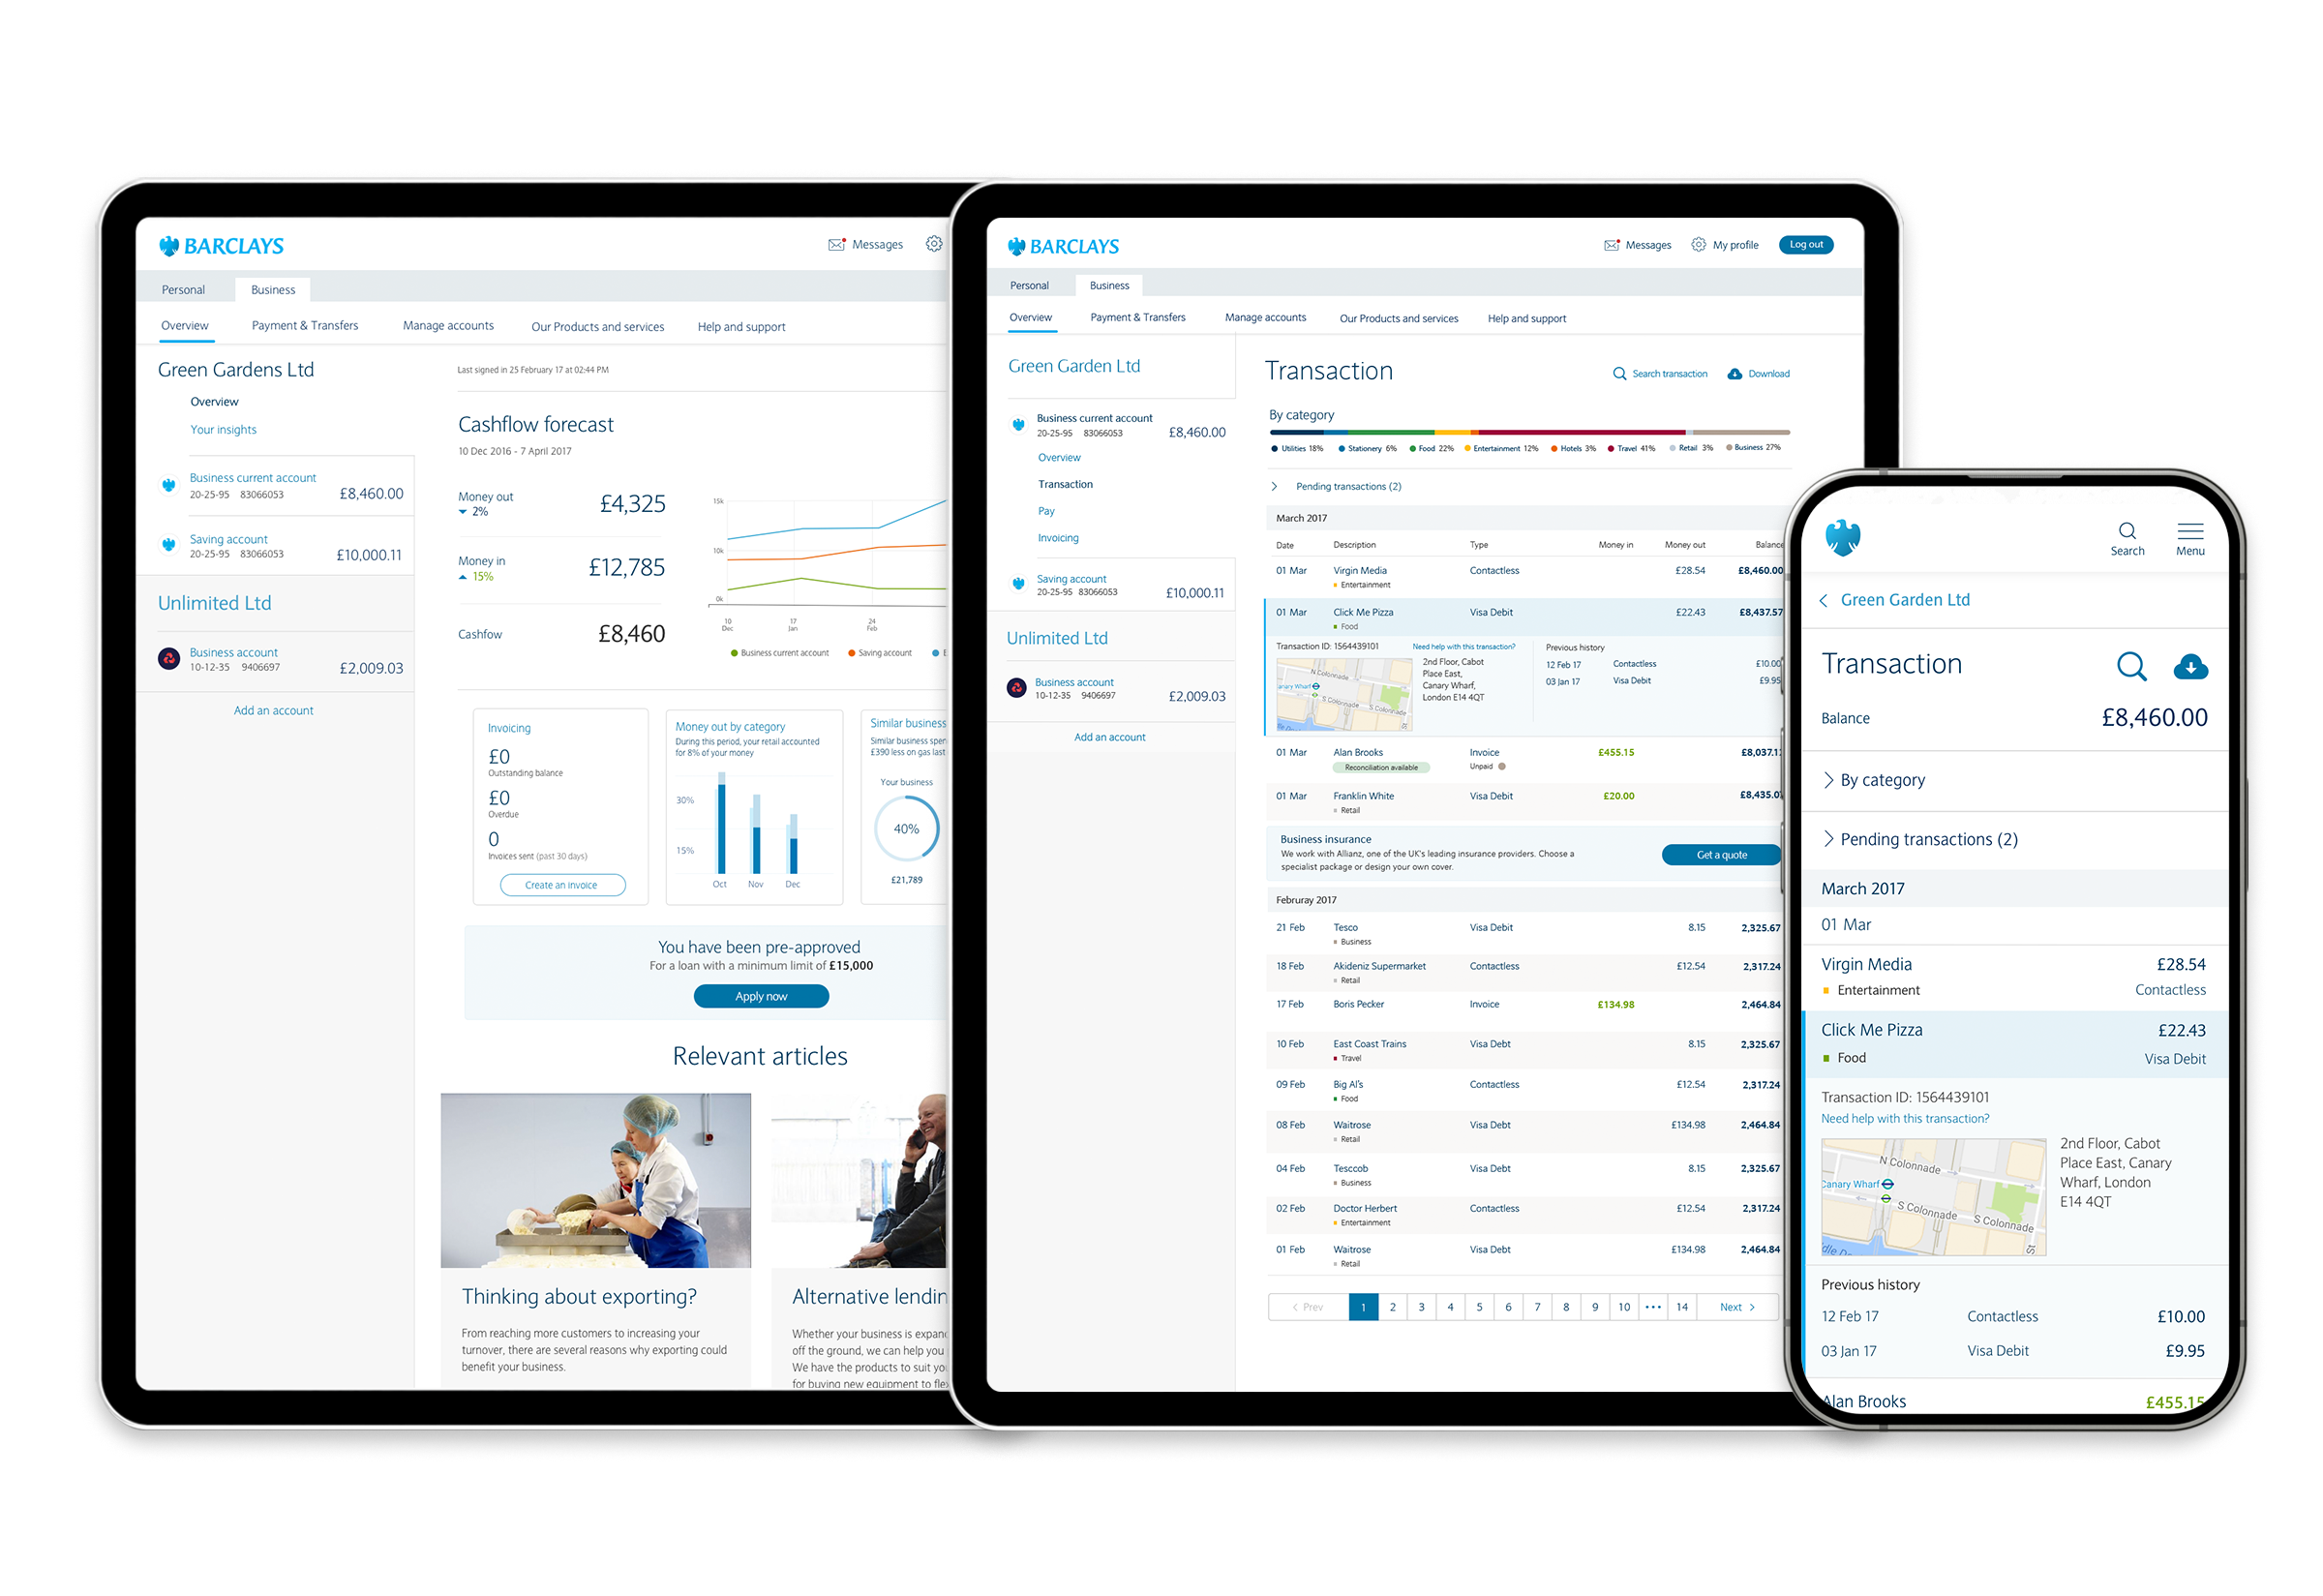 BARCLAYS
Messages
Personal
Business
Overview
Payment & Transfers
Manage accounts
Our Products and services
Help and support
Green Gardens Ltd
Overview
Your insights
Business current account
20-25-95 83066053
£8,460.00
Saving account
20-25-95 83066053
£10,000.11
Unlimited Ltd
Business account
10-12-35 9406697
£2,009.03
Add an account
Last signed in 25 February 17 at 02:44 PM
Cashflow forecast
10 Dec 2016 - 7 April 2017
Money out
2%
£4,325
Money in
15%
£12,785
Cashfow
£8,460
15k
10k
0k
10 Dec
17 Jan
24 Feb
Business current account
Saving account
Invoicing
£0
Outstanding balance
£0
Overdue
0
Invoices sent (past 30 days)
Create an invoice
Money out by category
During this period, your retail accounted
for 8% of your money
30%
15%
Oct Nov Dec
Similar business
Similar business spen
£390 less on gas last
Your business
40%
£21,789
You have been pre-approved
For a loan with a minimum limit of £15,000
Apply now
Relevant articles
Thinking about exporting?
From reaching more customers to increasing your
turnover, there are several reasons why exporting could
benefit your business.
Alternative lendin
Whether your business is expan
off the ground, we can help you
We have the products to suit yo
for buying new equipment to fle
BARCLAYS
Messages
My profile
Log out
Personal
Business
Overview
Payment & Transfers
Manage accounts
Our Products and services
Help and support
Green Garden Ltd
Business current account
20-25-95 83066053
£8,460.00
Overview
Transaction
Pay
Invoicing
Saving account
20-25-95 83066053
£10,000.11
Unlimited Ltd
Business account
10-12-35 9406697
£2,009.03
Add an account
Transaction
Search transaction
Download
By category
Utilities 18% Stationery 6% Food 22% Entertainment 12% Hotels 3% Travel 41% Retail 3% Business 27%
Pending transactions (2)
March 2017
Date Description Type Money in Money out Balance
01 Mar Virgin Media Contactless £28.54 £8,460.00
Entertainment
01 Mar Click Me Pizza Visa Debit £22.43 £8,437.57
Food
Transaction ID: 1564439101
Need help with this transaction?
N Colonnade
anary Wharf
S Colonnade
S Colonnade
2nd Floor, Cabot
Place East,
Canary Wharf,
London E14 4QT
Previous history
12 Feb 17 Contactless £10.00
03 Jan 17 Visa Debit £9.95
01 Mar Alan Brooks Invoice £455.15 £8,037.1
Reconciliation available Unpaid
01 Mar Franklin White Visa Debit £20.00 £8,435.0
Retail
Business insurance
We work with Allianz, one of the UK's leading insurance providers. Choose a
specialist package or design your own cover.
Get a quote
Februray 2017
21 Feb Tesco Visa Debit 8.15 2,325.67
Business
18 Feb Akideniz Supermarket Contactless £12.54 2,317.24
Retail
17 Feb Boris Pecker Invoice £134.98 2,464.84
10 Feb East Coast Trains Visa Debt 8.15 2,325.67
Travel
09 Feb Big Al's Contactless £12.54 2,317.24
Food
08 Feb Waitrose Visa Debt £134.98 2,464.84
Retail
04 Feb Tesccob Visa Debt 8.15 2,325.67
Business
02 Feb Doctor Herbert Contactless £12.54 2,317.24
Entertainment
01 Feb Waitrose Visa Debt £134.98 2,464.84
Retail
Prev 1 2 3 4 5 6 7 8 9 10 ••• 14 Next
Search
Menu
Green Garden Ltd
Transaction
Balance
£8,460.00
By category
Pending transactions (2)
March 2017
01 Mar
Virgin Media £28.54
Entertainment Contactless
Click Me Pizza £22.43
Food Visa Debit
Transaction ID: 1564439101
Need help with this transaction?
N Colonnade
Canary Wharf
S Colonnade
S Colonnade
2nd Floor, Cabot
Place East, Canary
Wharf, London
E14 4QT
Previous history
12 Feb 17 Contactless £10.00
03 Jan 17 Visa Debit £9.95
Alan Brooks £455.15